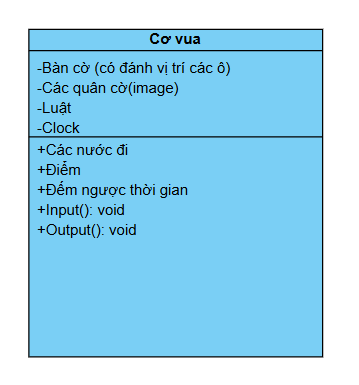 Cơ vua
-Bàn cờ (có đánh vị trí các ô)
-Các quân cờ(image)
-Luật
-Clock
+Các nước đi
+Điểm
+Đếm ngược thời gian
+Input(): void
+Output(): void